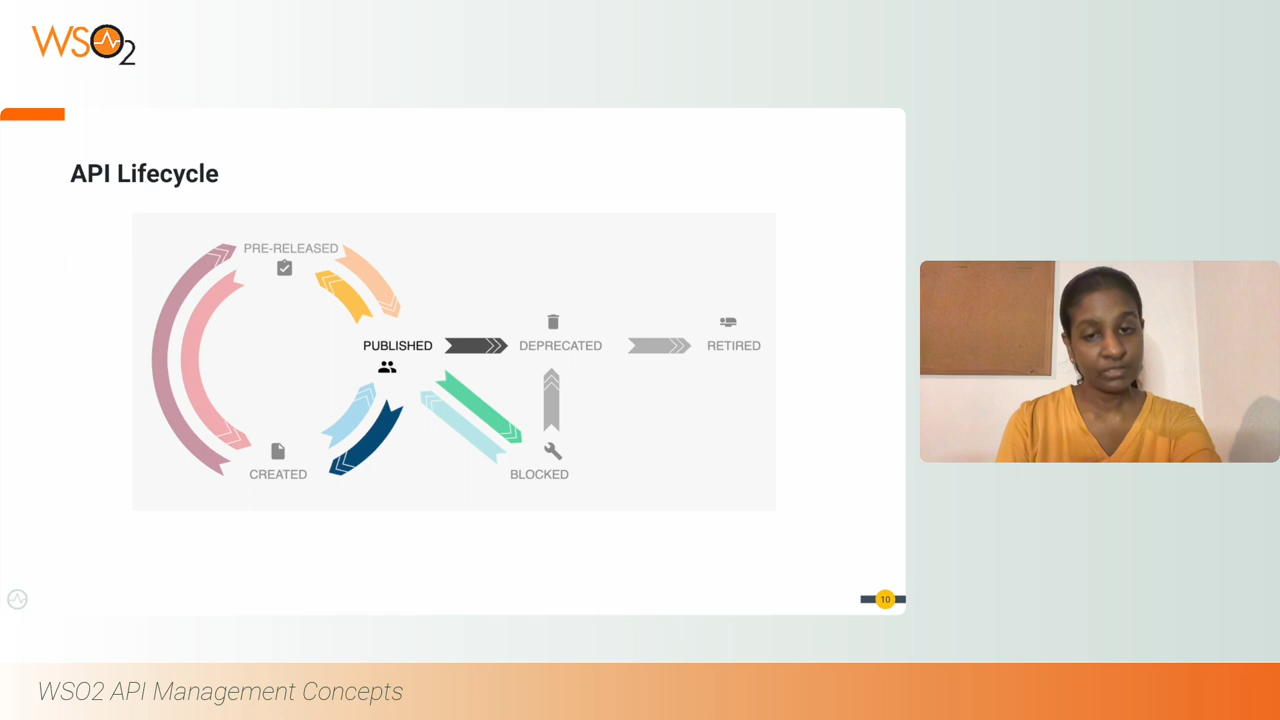 WSO2
API Lifecycle
PRE-RELEASED
PUBLISHED
DEPRECATED
RETIRED
CREATED
BLOCKED
10
WSO2 API Management Concepts